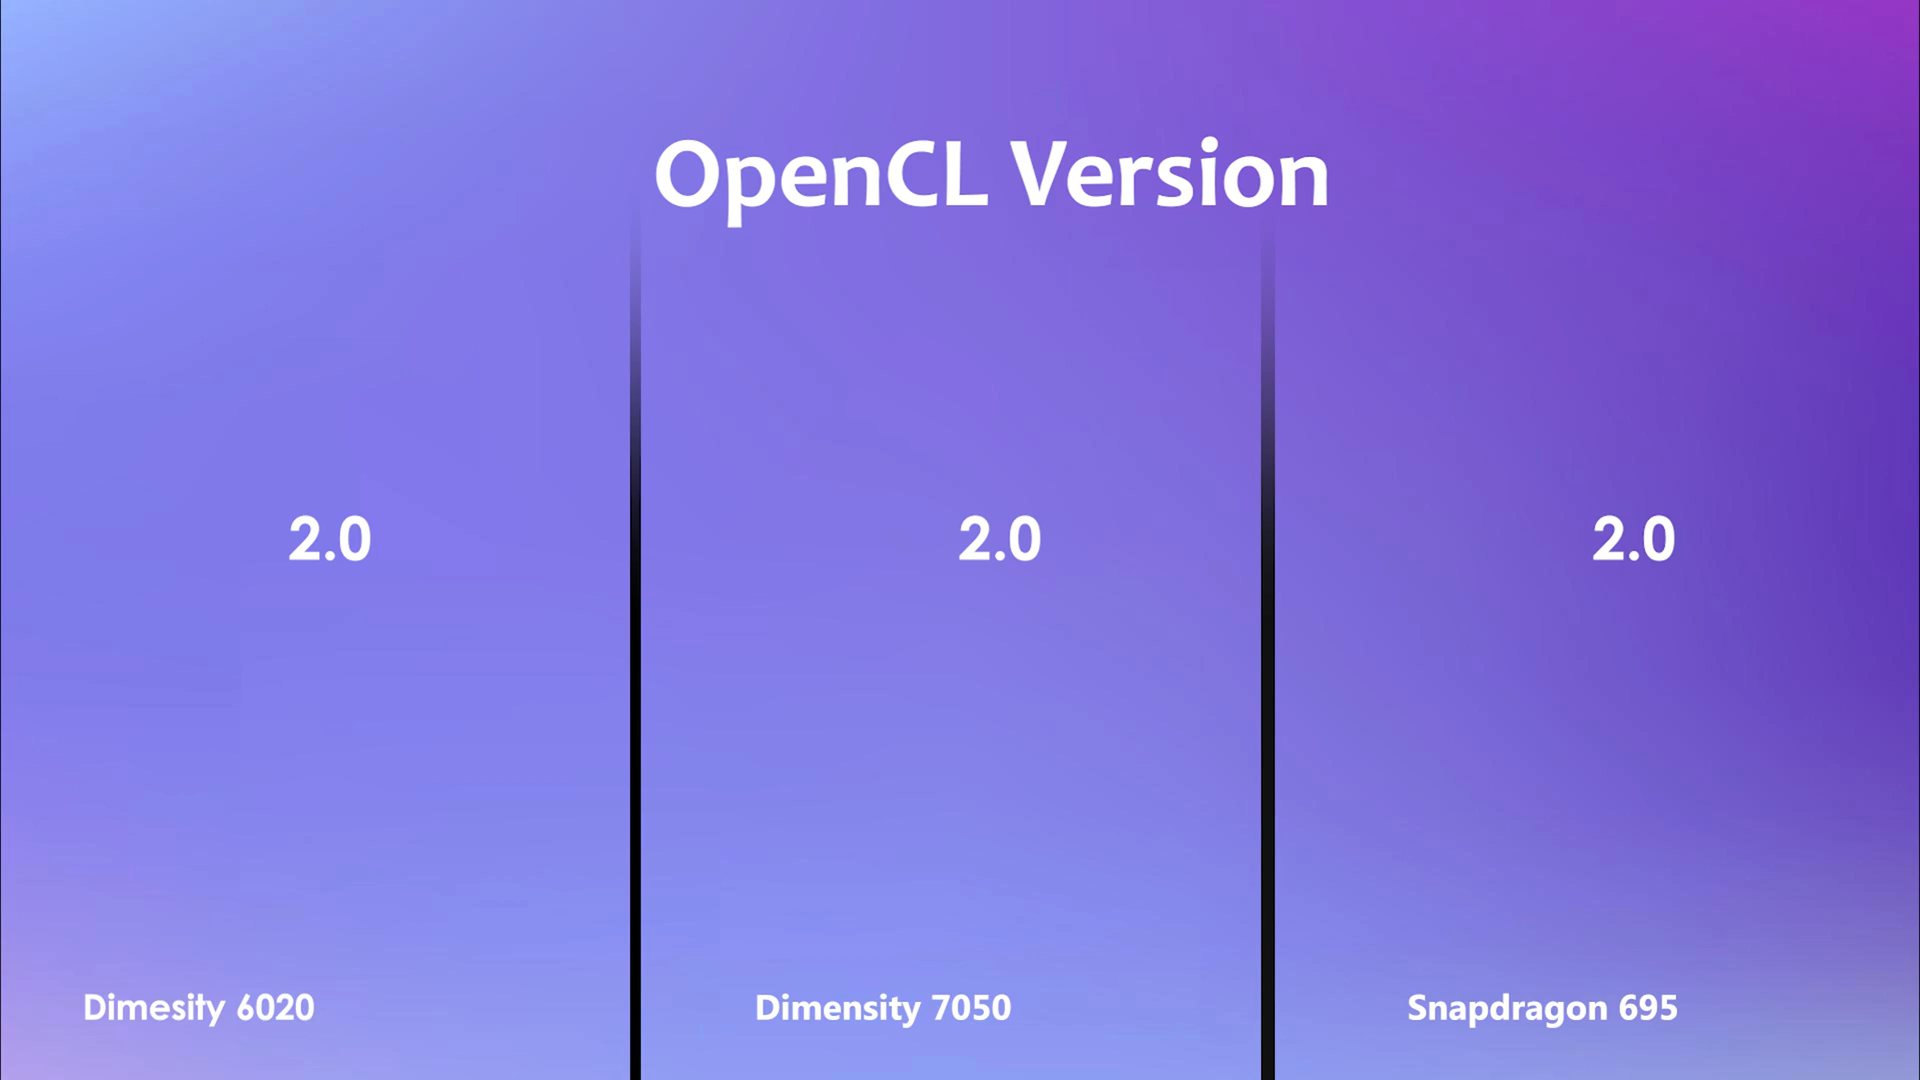 OpenCL Version
2.0
2.0
2.0
Dimesity 6020
Dimensity 7050
Snapdragon 695